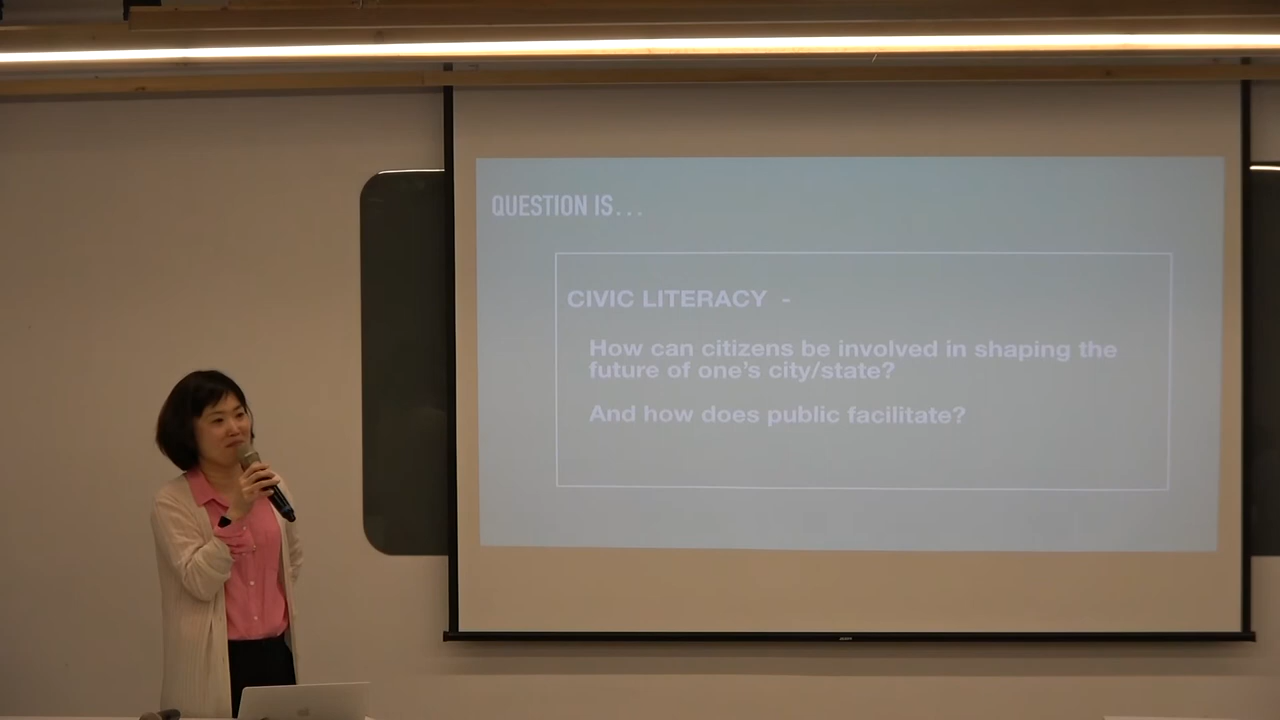 QUESTION IS...
CIVIC LITERACY -
How can citizens be involved in shaping the
future of one's city/state?
And how does public facilitate?